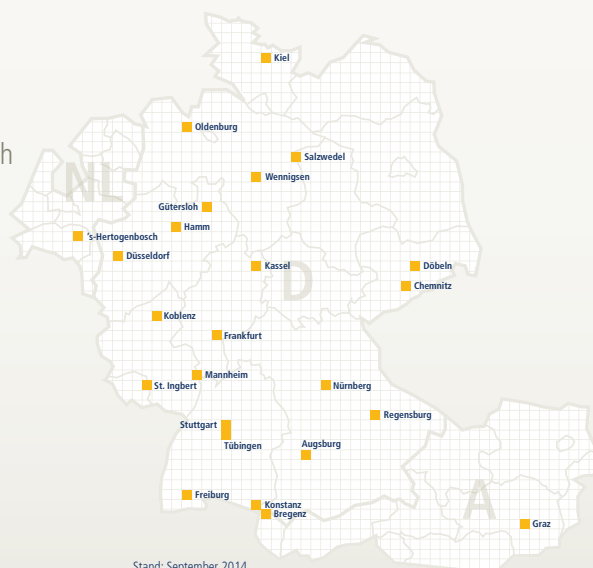 Kiel
Oldenburg
h
Salzwedel
Wennigsen
NL
Gütersloh
Hamm
's-Hertogenbosch
Düsseldorf
Kassel
Döbeln
D
Chemnitz
Koblenz
Frankfurt
Mannheim
St. Ingbert
Nürnberg
Regensburg
Stuttgart
Tübingen
Augsburg
Freiburg
A
Konstanz
Bregenz
Graz
Stand: September 2014